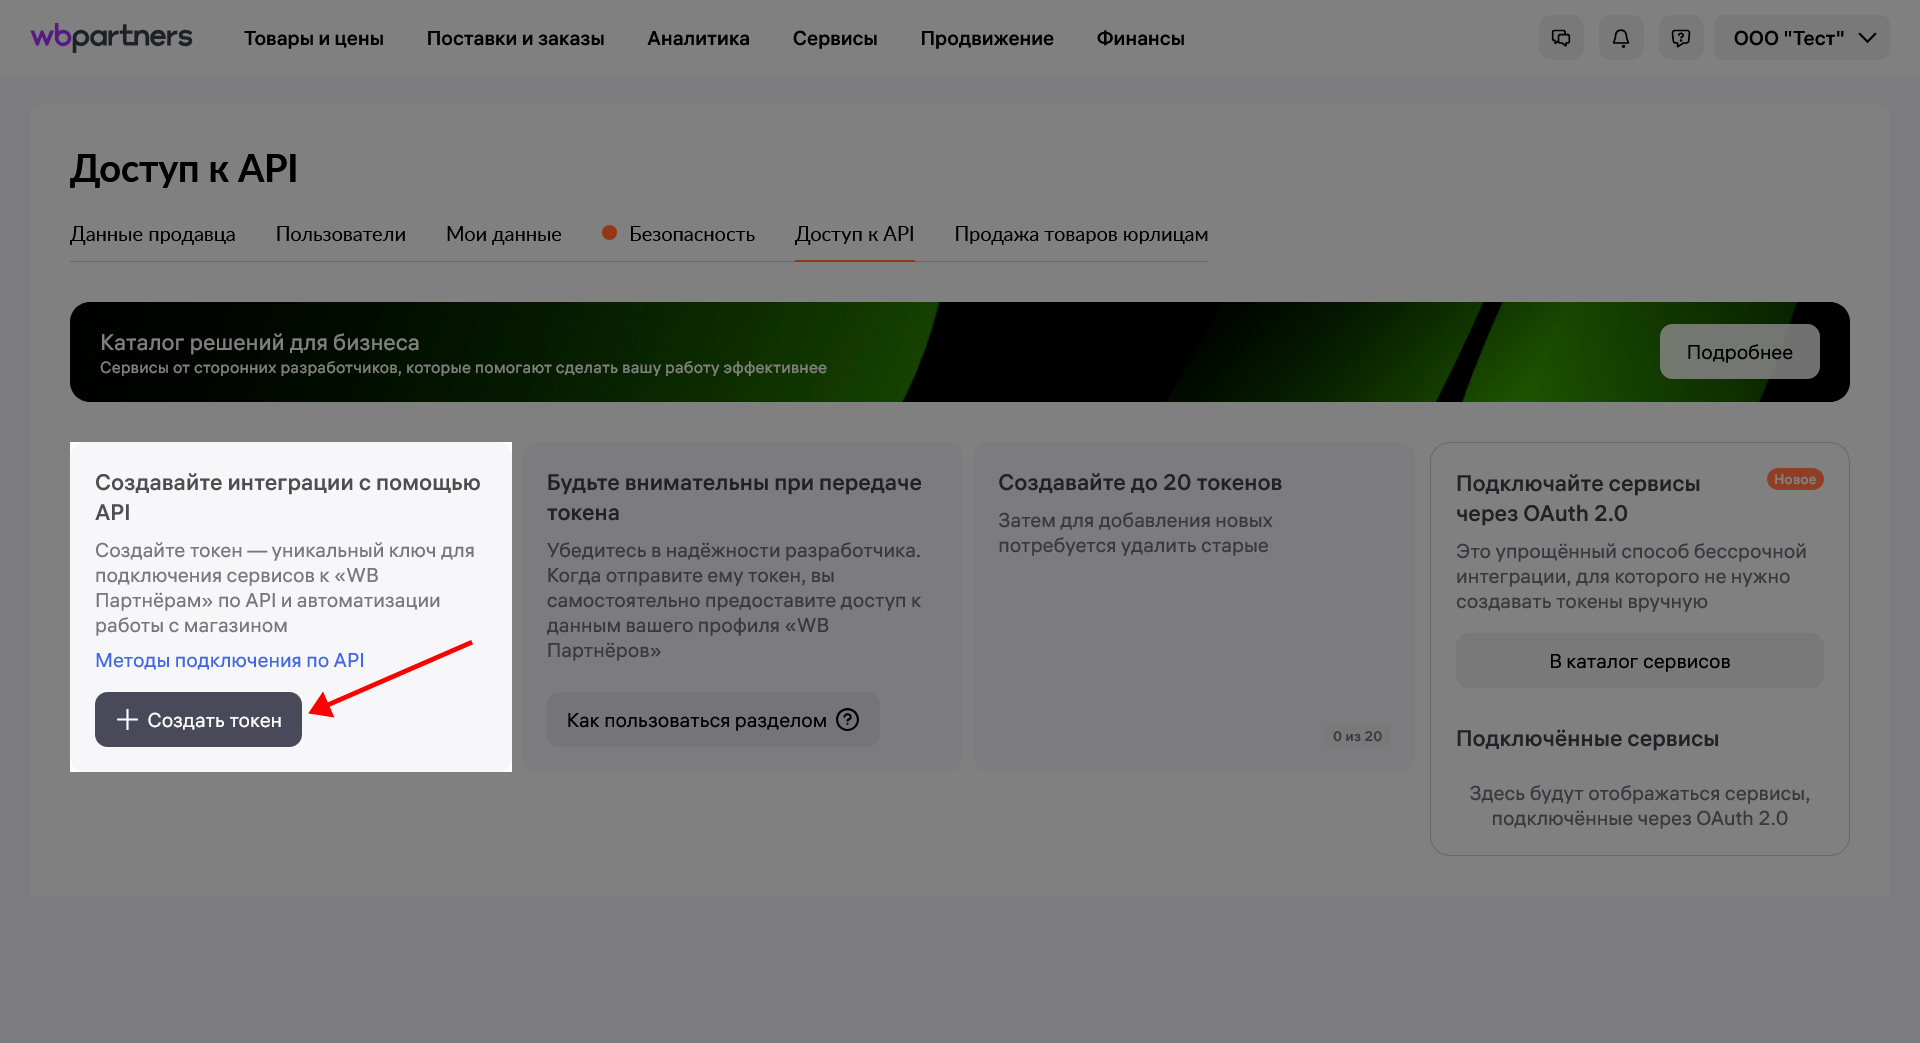 wbpartners
Товары и цены
Поставки и заказы
Аналитика
Сервисы
Продвижение
Финансы
ООО "Тест"
Доступ к API
Данные продавца
Пользователи
Мои данные
Безопасность
Доступ к API
Продажа товаров юрлицам
Каталог решений для бизнеса
Сервисы от сторонних разработчиков, которые помогают сделать вашу работу эффективнее
Подробнее
Создавайте интеграции с помощью
API
Создайте токен — уникальный ключ для
подключения сервисов к «WB
Партнёрам» по API и автоматизации
работы с магазином
Методы подключения по API
Создать токен
Будьте внимательны при передаче
токена
Убедитесь в надёжности разработчика.
Когда отправите ему токен, вы
самостоятельно предоставите доступ к
данным вашего профиля «WB
Партнёров»
Как пользоваться разделом
Создавайте до 20 токенов
Затем для добавления новых
потребуется удалить старые
0 из 20
Подключайте сервисы
через OAuth 2.0
Новое
Это упрощённый способ бессрочной
интеграции, для которого не нужно
создавать токены вручную
В каталог сервисов
Подключённые сервисы
Здесь будут отображаться сервисы,
подключённые через OAuth 2.0